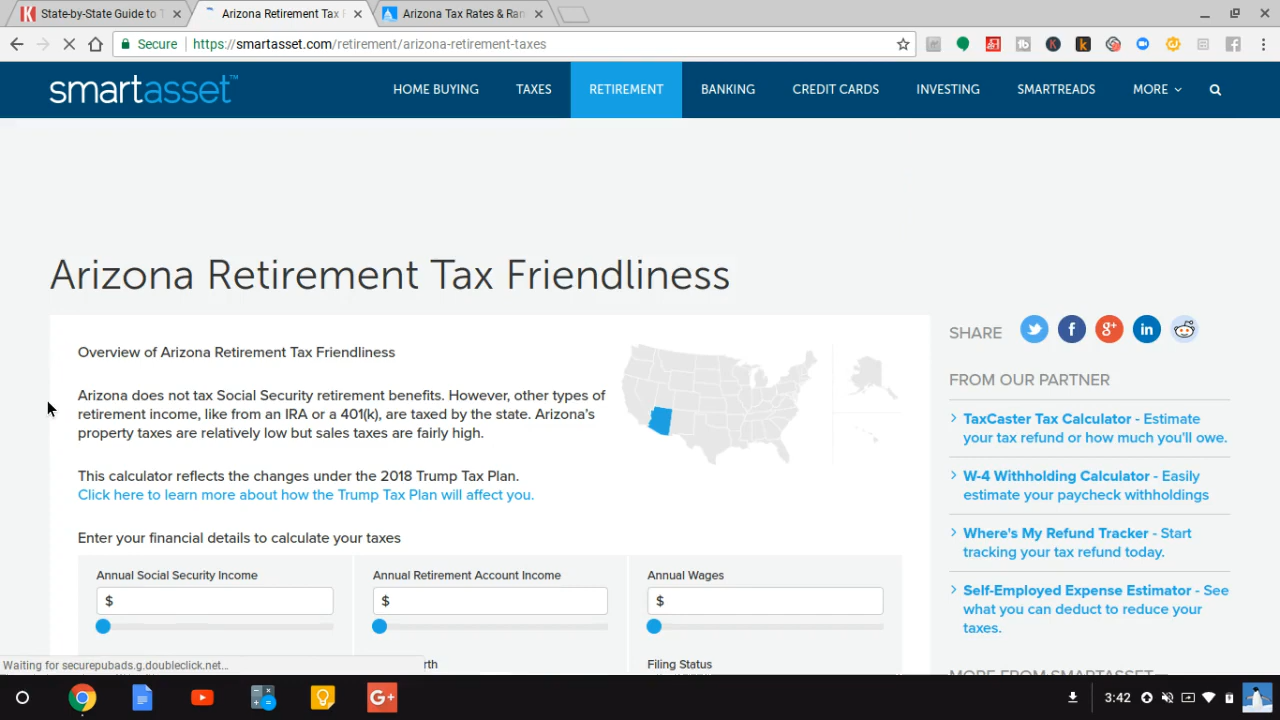 State-by-State Guide to T
Arizona Retirement Tax F
Arizona Tax Rates & Ran
Secure
https://smartasset.com/retirement/arizona-retirement-taxes
smartasset™
HOME BUYING
TAXES
RETIREMENT
BANKING
CREDIT CARDS
INVESTING
SMARTREADS
MORE
Arizona Retirement Tax Friendliness
Overview of Arizona Retirement Tax Friendliness
Arizona does not tax Social Security retirement benefits. However, other types of
retirement income, like from an IRA or a 401(k), are taxed by the state. Arizona's
property taxes are relatively low but sales taxes are fairly high.
This calculator reflects the changes under the 2018 Trump Tax Plan.
Click here to learn more about how the Trump Tax Plan will affect you.
Enter your financial details to calculate your taxes
Annual Social Security Income
Annual Retirement Account Income
Annual Wages
$
$
$
rth
Filing Status
SHARE
FROM OUR PARTNER
TaxCaster Tax Calculator - Estimate
your tax refund or how much you'll owe.
W-4 Withholding Calculator - Easily
estimate your paycheck withholdings
Where's My Refund Tracker - Start
tracking your tax refund today.
Self-Employed Expense Estimator - See
what you can deduct to reduce your
taxes.
MORE FROM SMARTASSET
Waiting for securepubads.g.doubleclick.net...
3:42